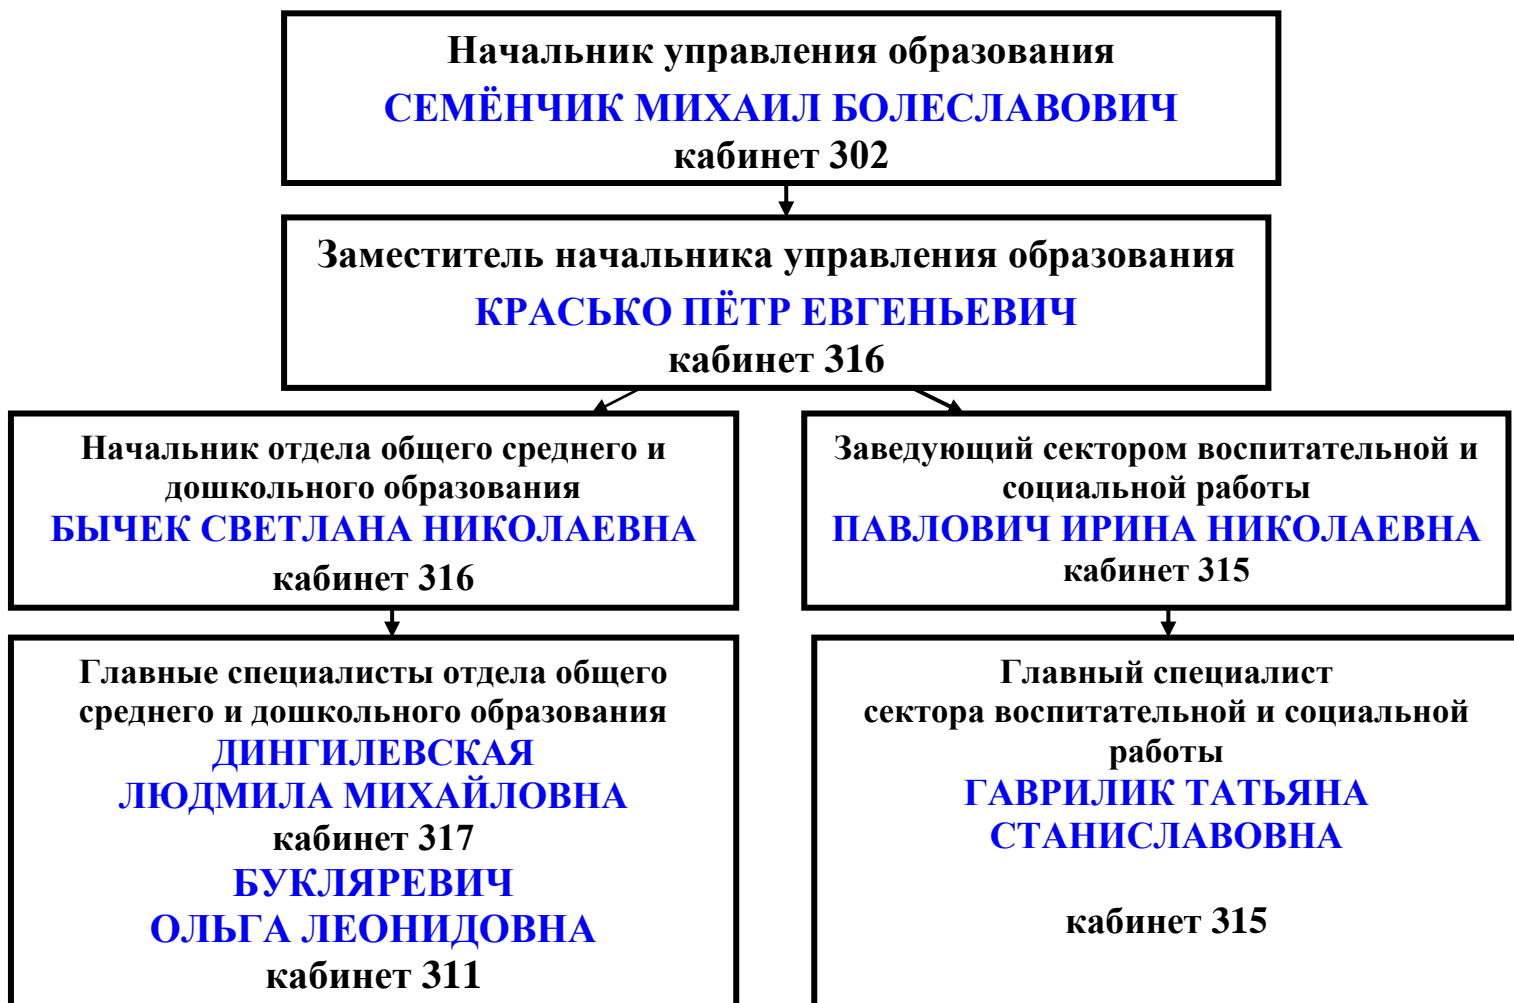 Начальник управления образования
СЕМЁНЧИК МИХАИЛ БОЛЕСЛАВОВИЧ
кабинет 302
Заместитель начальника управления образования
КРАСЬКО ПЁТР ЕВГЕНЬЕВИЧ
кабинет 316
Начальник отдела общего среднего и
дошкольного образования
БЫЧЕК СВЕТЛАНА НИКОЛАЕВНА
кабинет 316
Заведующий сектором воспитательной и
социальной работы
ПАВЛОВИЧ ИРИНА НИКОЛАЕВНА
кабинет 315
Главные специалисты отдела общего
среднего и дошкольного образования
ДИНГИЛЕВСКАЯ
ЛЮДМИЛА МИХАЙЛОВНА
кабинет 317
БУКЛЯРЕВИЧ
ОЛЬГА ЛЕОНИДОВНА
кабинет 311
Главный специалист
сектора воспитательной и социальной
работы
ГАВРИЛИК ТАТЬЯНА
СТАНИСЛАВОВНА
кабинет 315